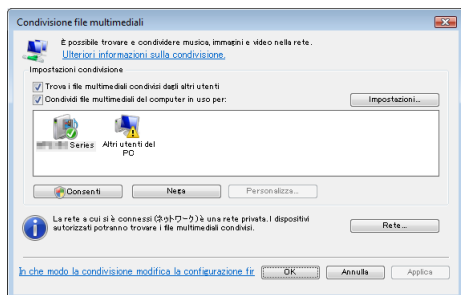 Condivisione file multimediali
È possibile trovare e condividere musica, immagini e video nella rete.
Ulteriori informazioni sulla condivisione.
Impostazioni condivisione
Trova i file multimediali condivisi dagli altri utenti
Condividi file multimediali del computer in uso per:
Impostazioni...
Series
Altri utenti del
PC
Consenti
Nega
Personalizza...
La rete a cui si è connessi (ネットワーク) è una rete privata. I dispositivi
autorizzati potranno trovare i file multimediali condivisi.
Rete...
In che modo la condivisione modifica la configurazione fir
OK
Annulla
Applica